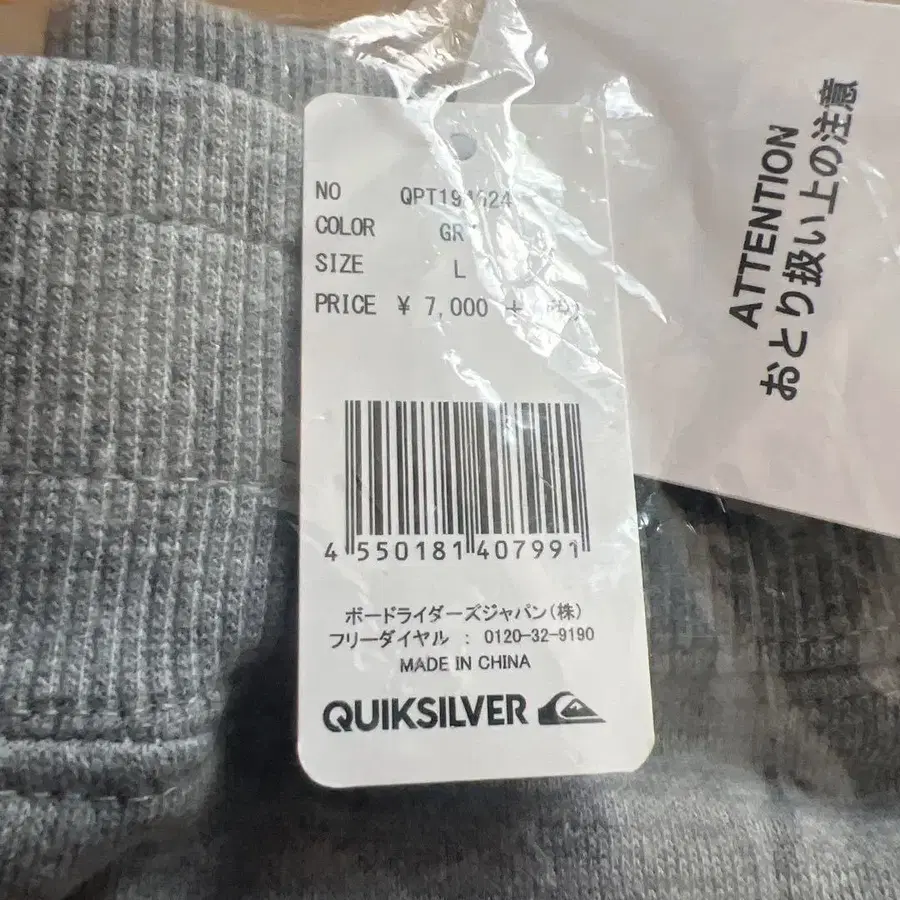 NO
COLOR GR
SIZE L
PRICE ¥ 7,000 +
4 550181 407991
ボードライダーズジャパン(株)
フリーダイヤル : 0120-32-9190
MADE IN CHINA
QUIKSILVER
ATTENTION
おとり扱い上の注意